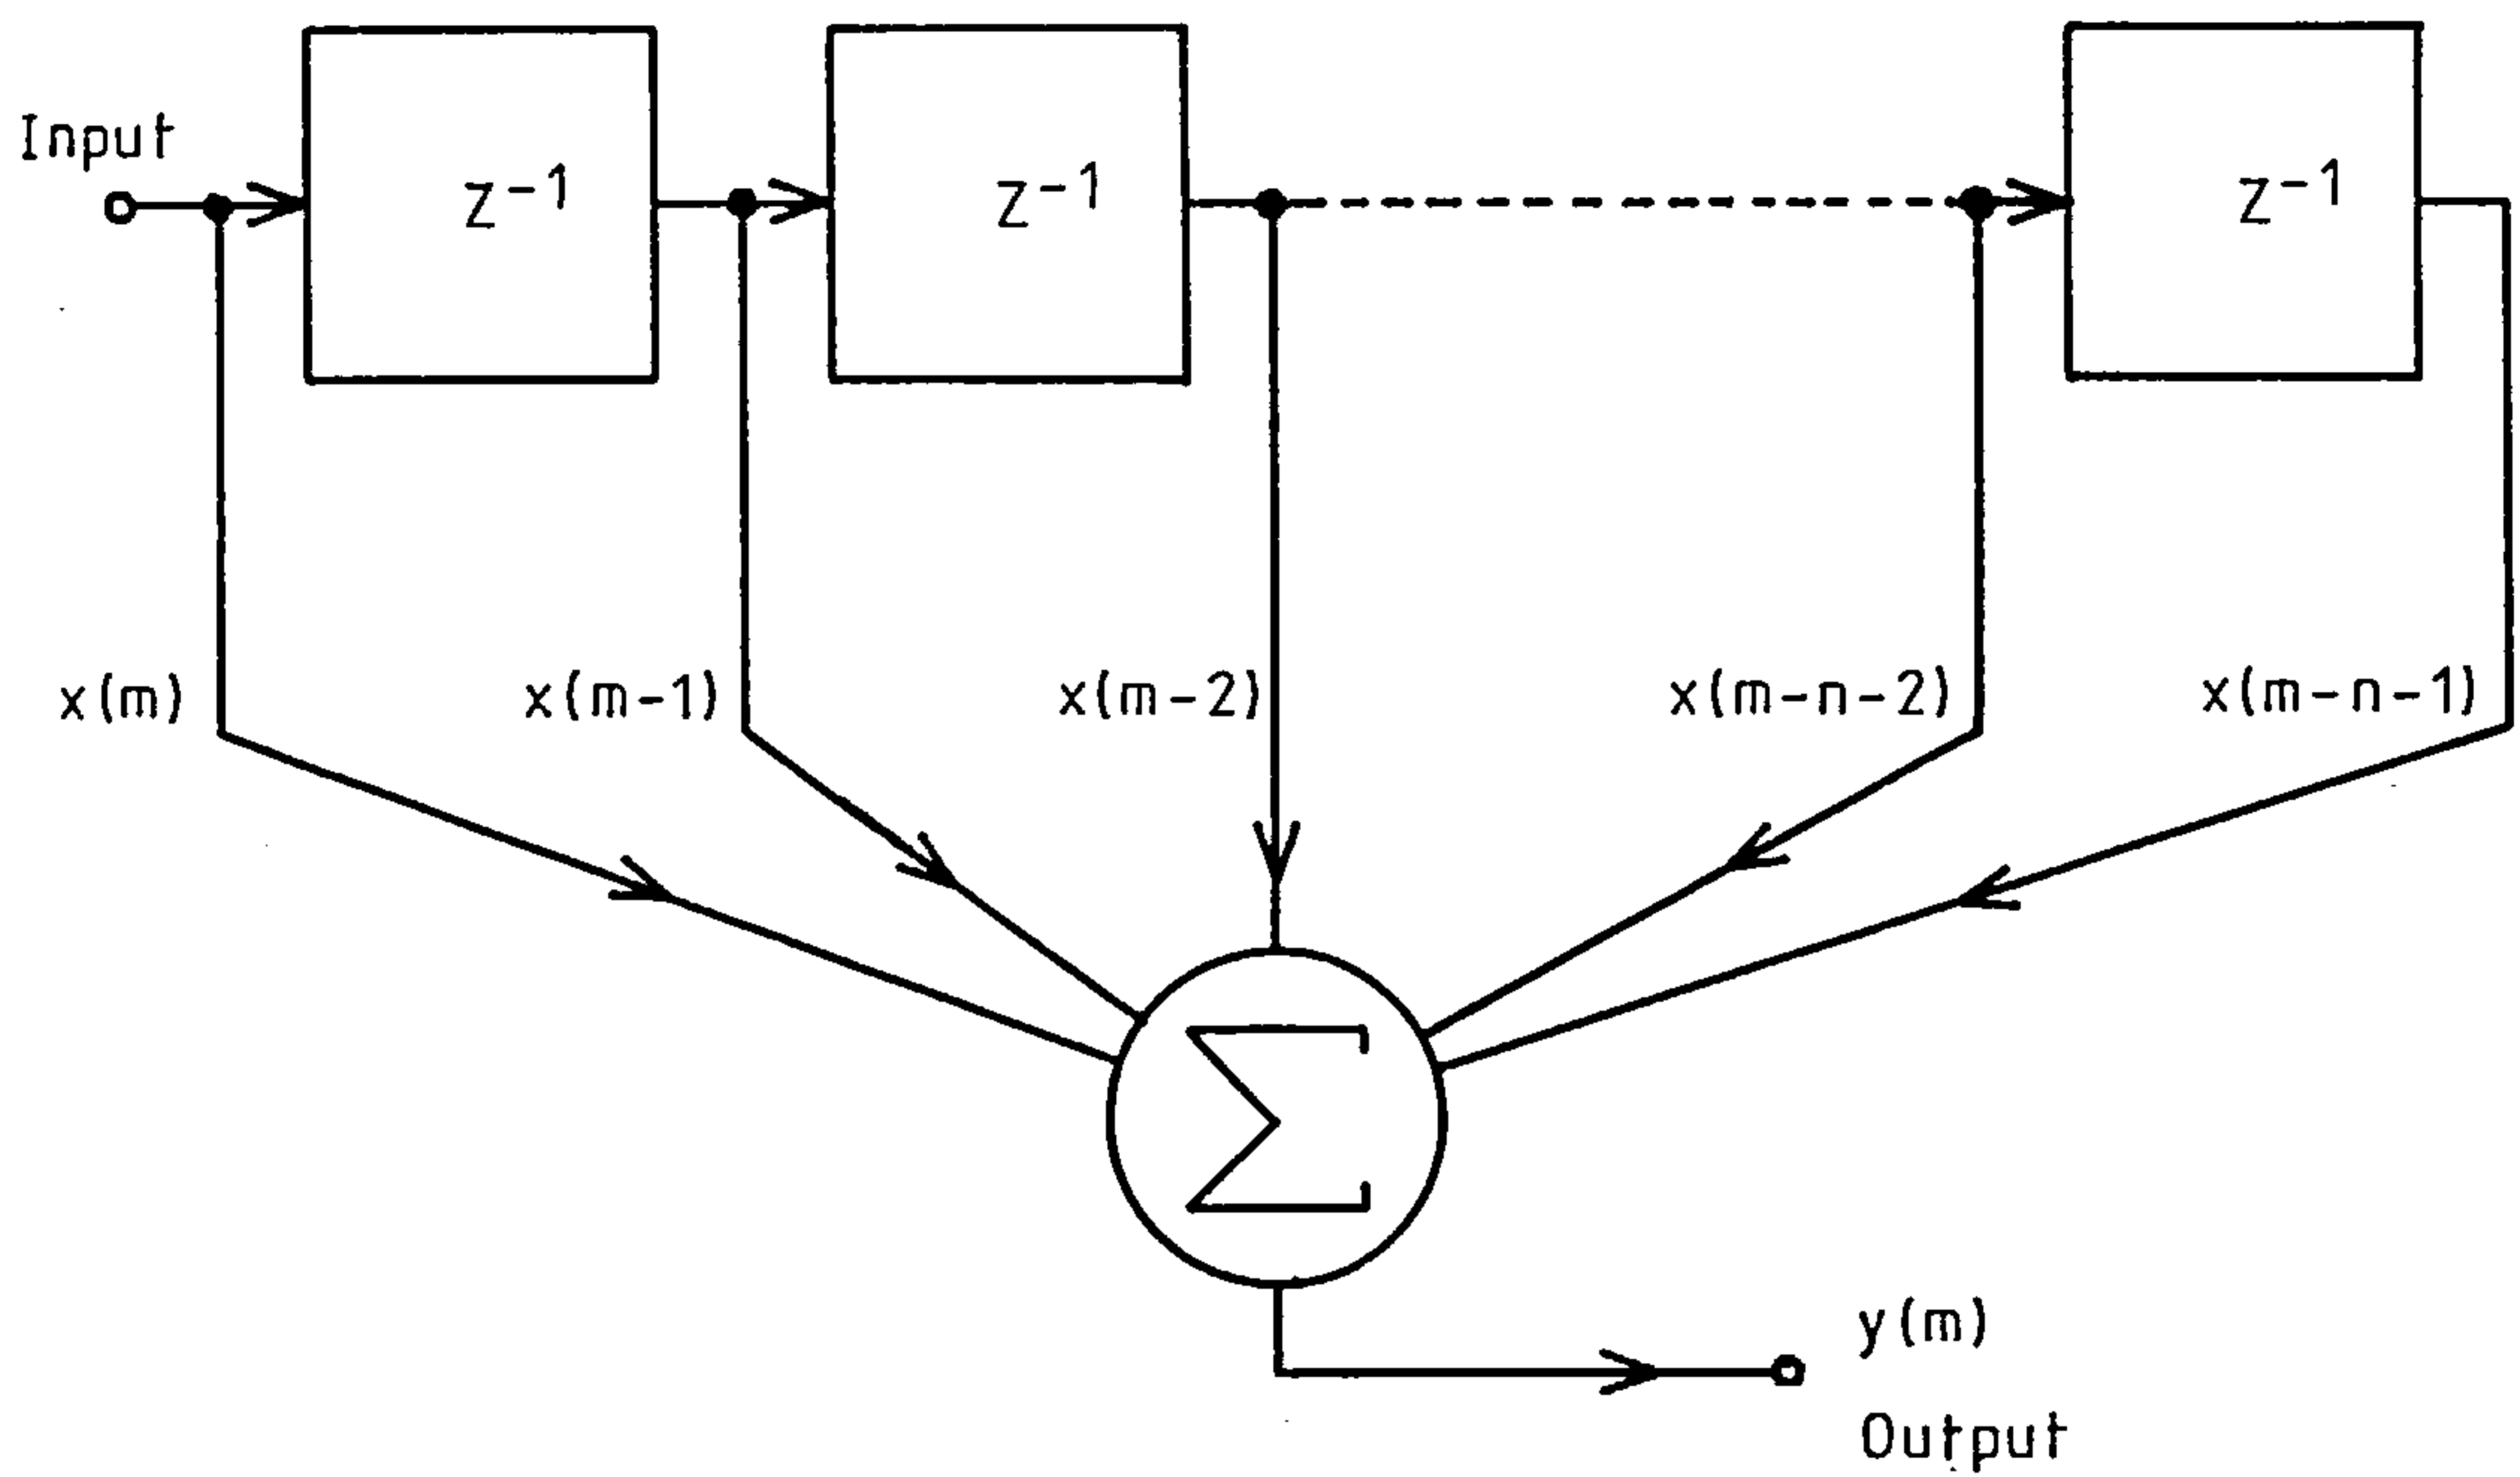 Input
z⁻¹
z⁻¹
z⁻¹
x(m)
x(m-1)
x(m-2)
x(m-n-2)
x(m-n-1)
Σ
y(m)
Output